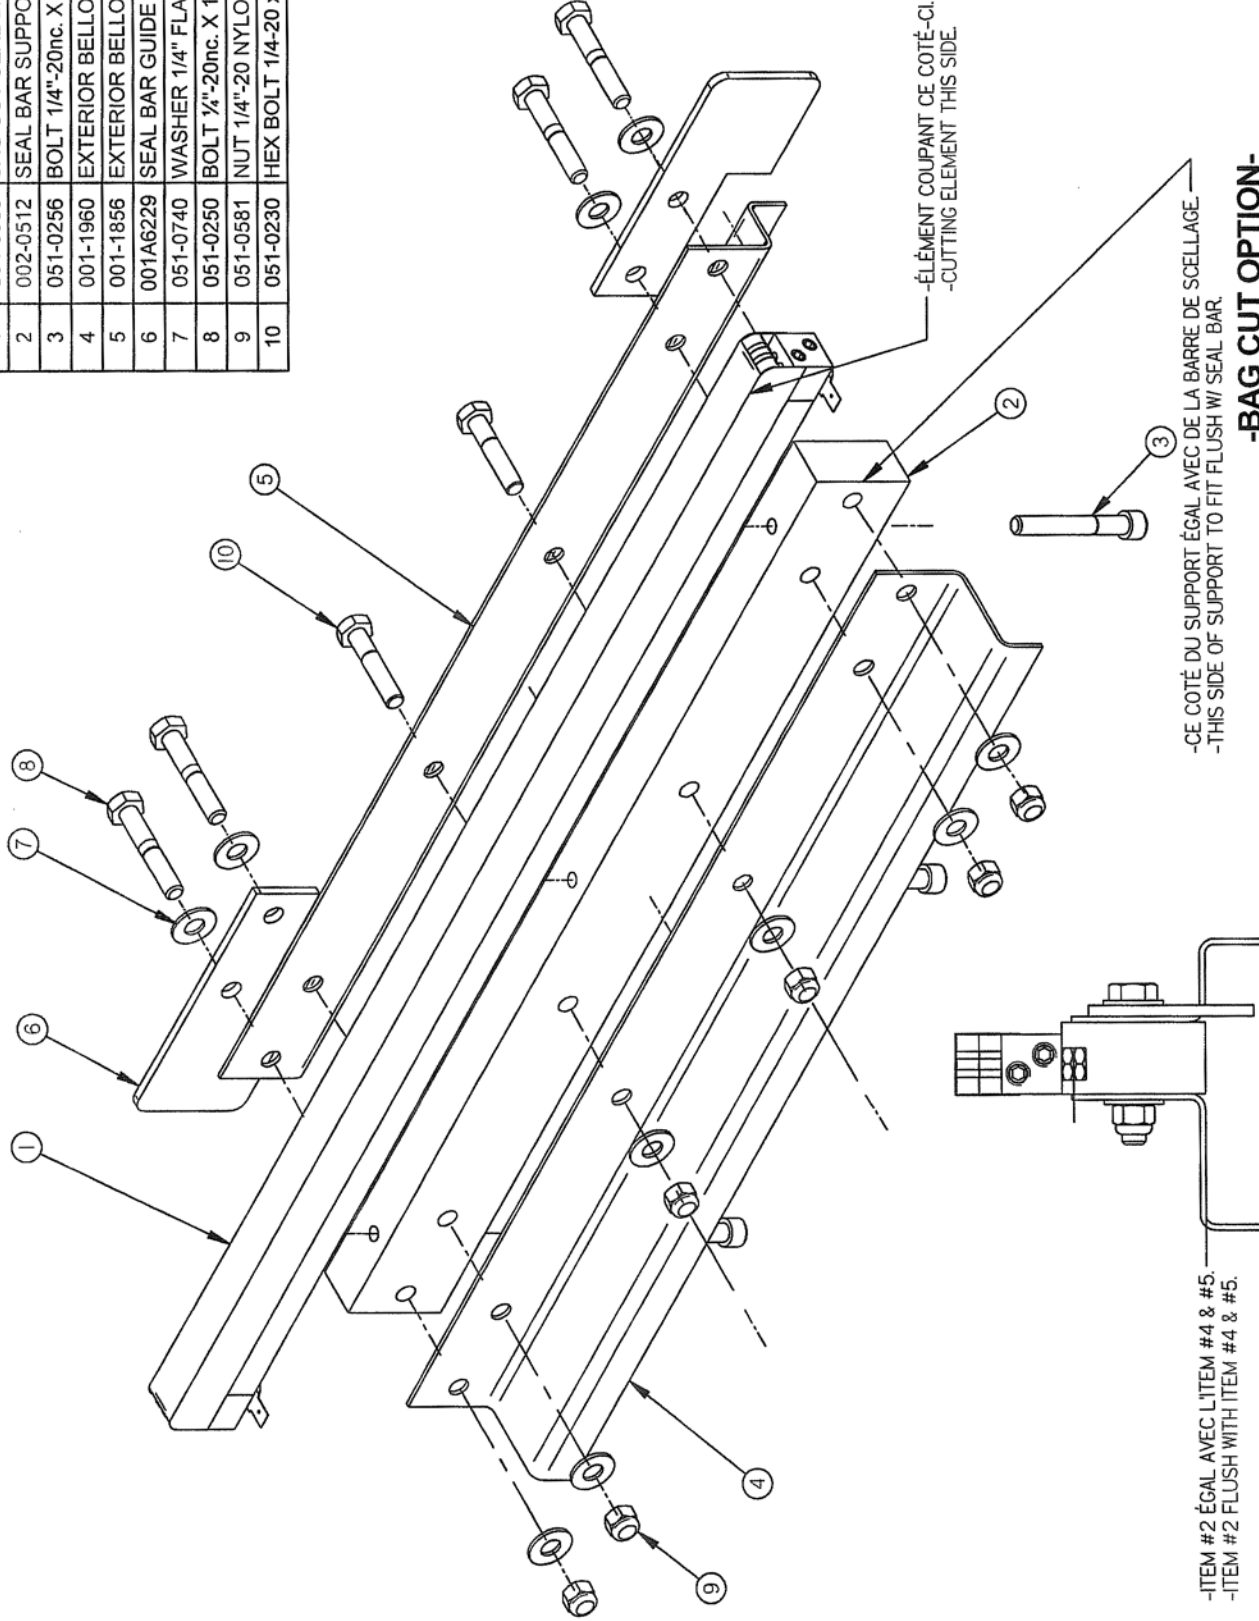 2 002-0512 SEAL BAR SUPPO
3 051-0256 BOLT 1/4"-20nc. X
4 001-1960 EXTERIOR BELLO
5 001-1856 EXTERIOR BELLO
6 001A6229 SEAL BAR GUIDE
7 051-0740 WASHER 1/4" FLA
8 051-0250 BOLT ¼"-20nc. X 1
9 051-0581 NUT 1/4"-20 NYLO
10 051-0230 HEX BOLT 1/4-20 x
8
7
6
1
10
5
-ÉLÉMENT COUPANT CE COTÉ-CI.
-CUTTING ELEMENT THIS SIDE.
2
3
4
9
-CE COTÉ DU SUPPORT ÉGAL AVEC DE LA BARRE DE SCELLAGE.
-THIS SIDE OF SUPPORT TO FIT FLUSH W/ SEAL BAR.
-BAG CUT OPTION-
-ITEM #2 ÉGAL AVEC L'ITEM #4 & #5.
-ITEM #2 FLUSH WITH ITEM #4 & #5.